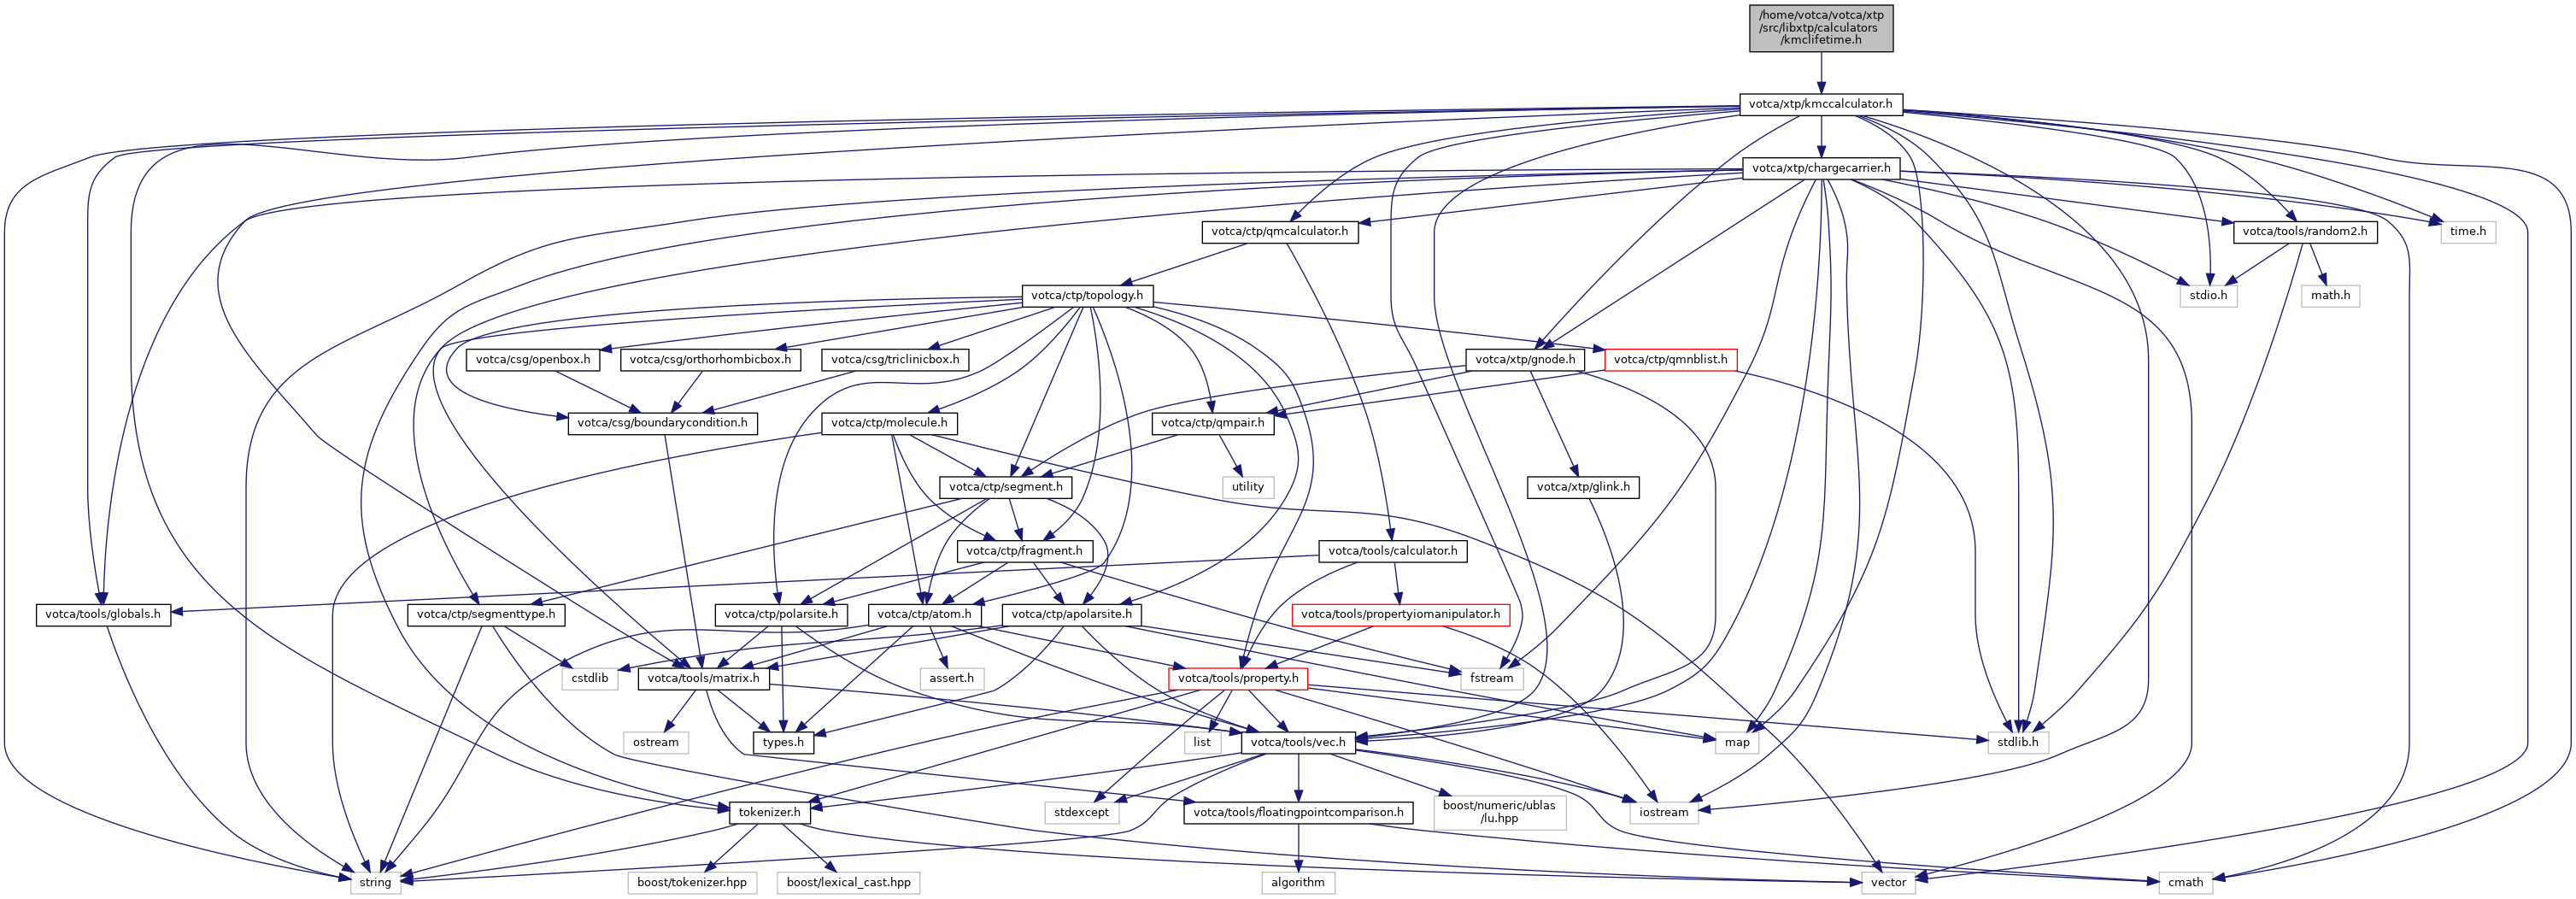 /home/votca/votca/xtp
/src/libxtp/calculators
/kmclifetime.h
votca/xtp/kmccalculator.h
votca/xtp/chargecarrier.h
votca/ctp/qmcalculator.h
votca/tools/random2.h
time.h
votca/ctp/topology.h
stdio.h
math.h
votca/csg/openbox.h
votca/csg/orthorhombicbox.h
votca/csg/triclinicbox.h
votca/xtp/gnode.h
votca/ctp/qmnblist.h
votca/csg/boundarycondition.h
votca/ctp/molecule.h
votca/ctp/qmpair.h
votca/ctp/segment.h
utility
votca/xtp/glink.h
votca/ctp/fragment.h
votca/tools/calculator.h
votca/tools/globals.h
votca/ctp/segmenttype.h
votca/ctp/polarsite.h
votca/ctp/atom.h
votca/ctp/apolarsite.h
votca/tools/propertyiomanipulator.h
cstdlib
votca/tools/matrix.h
assert.h
votca/tools/property.h
fstream
ostream
types.h
list
votca/tools/vec.h
map
stdlib.h
tokenizer.h
stdexcept
votca/tools/floatingpointcomparison.h
boost/numeric/ublas
/lu.hpp
iostream
string
boost/tokenizer.hpp
boost/lexical_cast.hpp
algorithm
vector
cmath